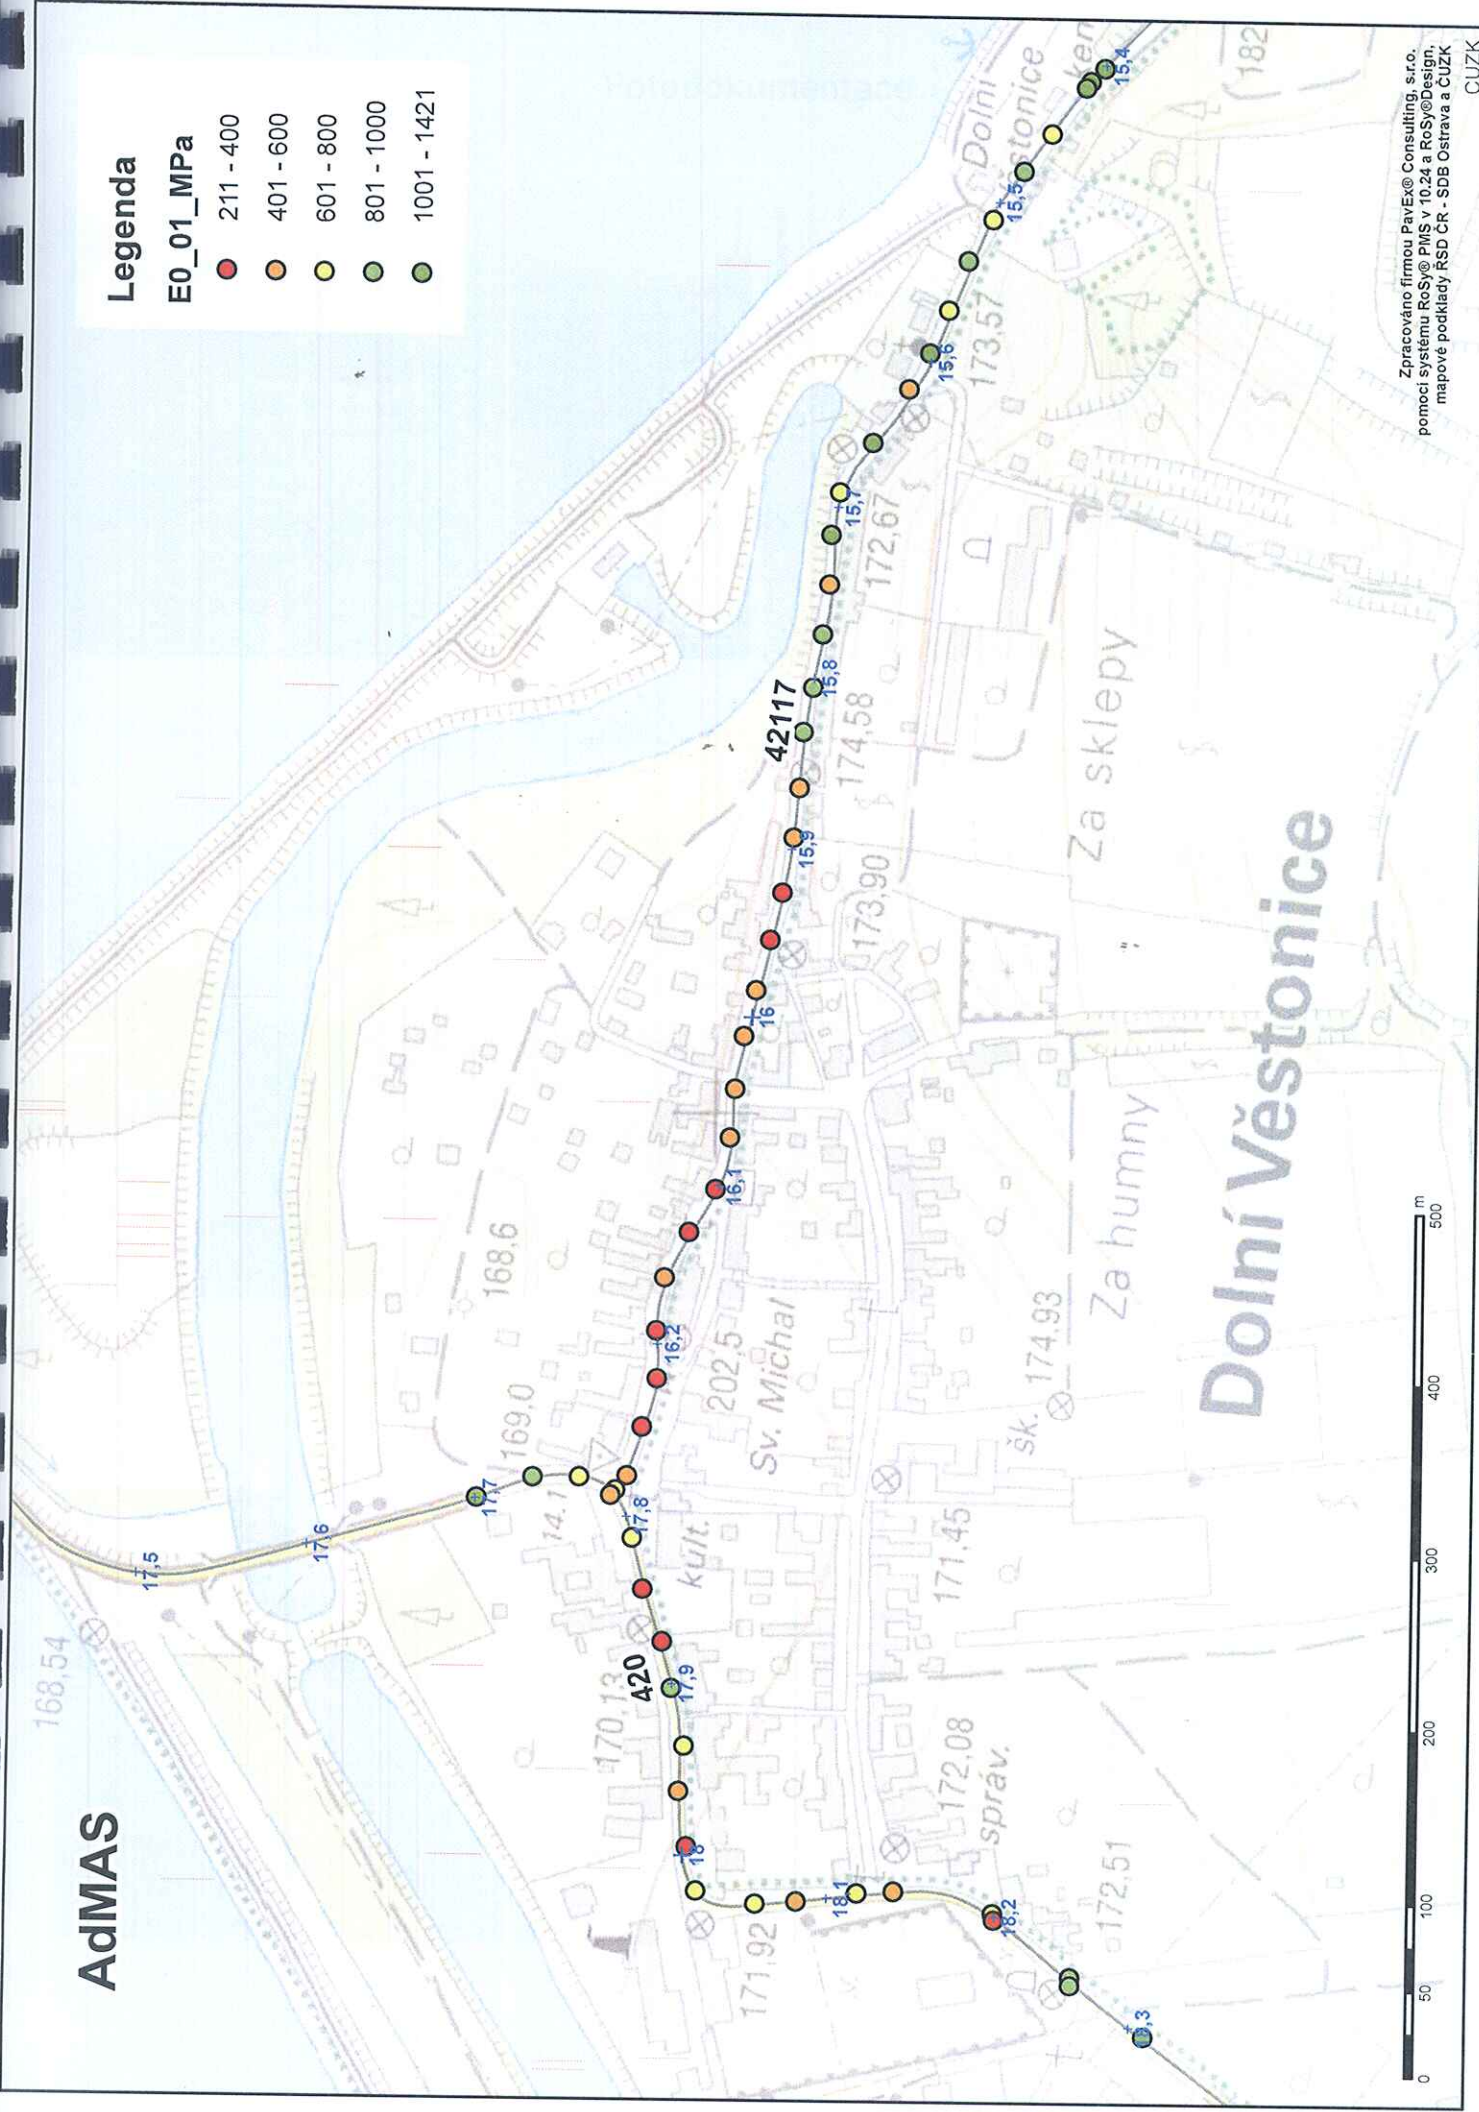 AdMAS
Legenda
E0_01_MPa
211 - 400
401 - 600
601 - 800
801 - 1000
1001 - 1421
168,54
17,5
17,6
17,7
169,0
168,6
14.1
17,8
kult.
420
170,13
17,9
18
171,92
18,1
18,2
172,08
správ.
172,51
16,2
202,5
Sv. Michal
16,1
16
173,90
15,9
42117
174,58
15,8
172,67
15,7
15,6
173,57
15,5
Dolní
15,4
182
171,45
šk.
174,93
Za humny
Za sklepy
Dolní Věstonice
0
50
100
200
300
400
500
m
Zpracováno firmou PavEx® Consulting, s.r.o.
pomocí systému RoSy® PMS v 10.24 a RoSy®Design,
mapové podklady ŘSD ČR - SDB Ostrava a ČÚZK